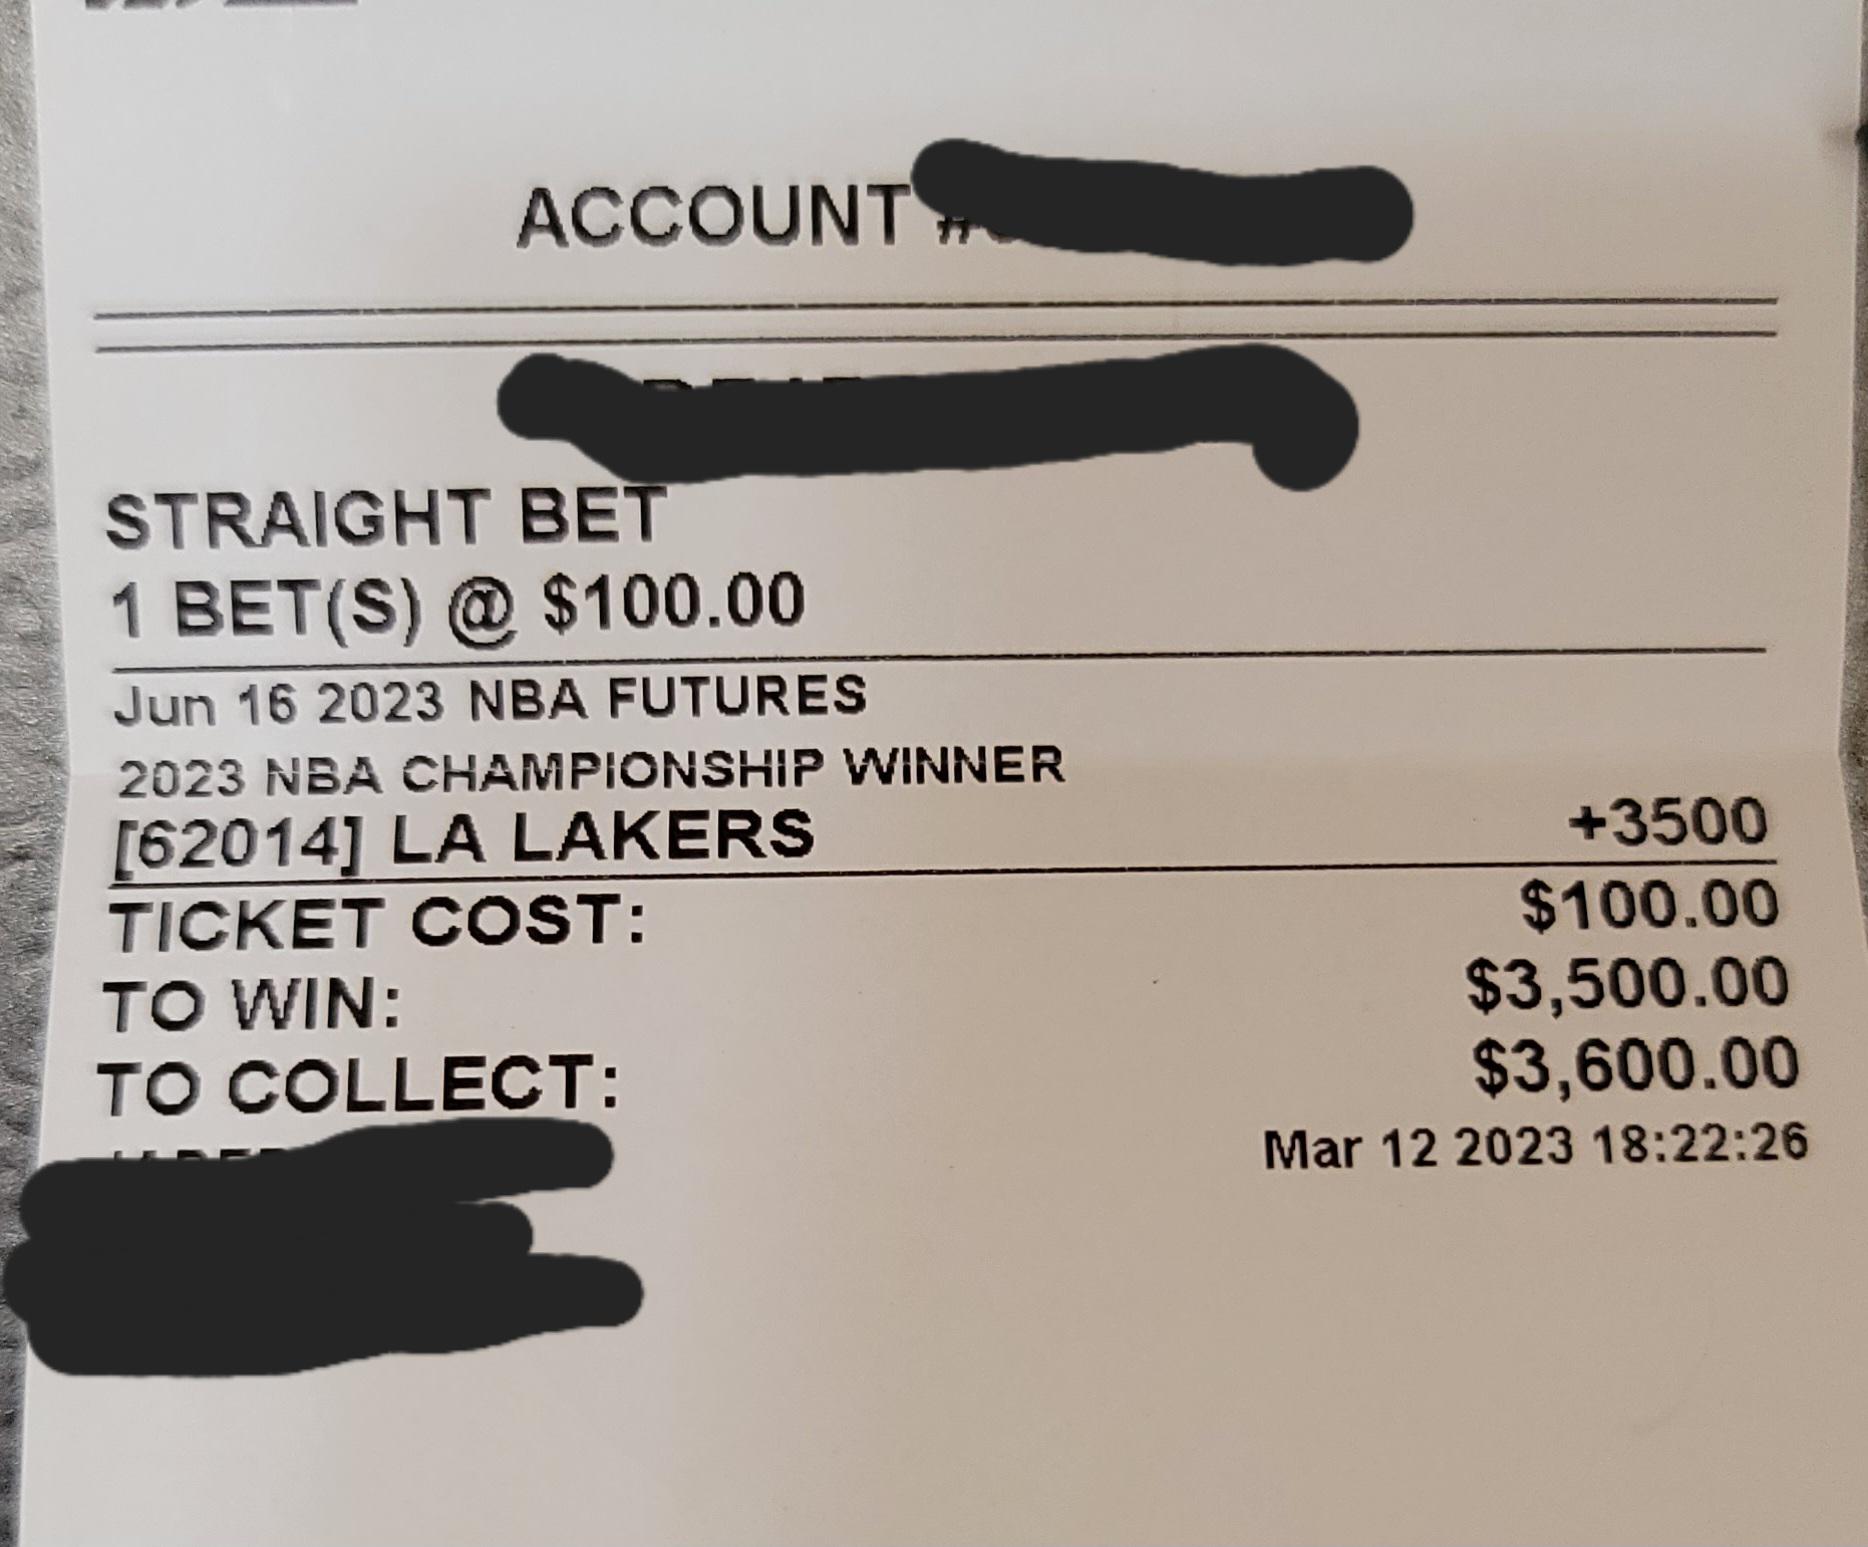 ACCOUNT #
STRAIGHT BET
1 BET(S) @ $100.00
Jun 16 2023 NBA FUTURES
2023 NBA CHAMPIONSHIP WINNER
[62014] LA LAKERS +3500
TICKET COST: $100.00
TO WIN: $3,500.00
TO COLLECT: $3,600.00
Mar 12 2023 18:22:26